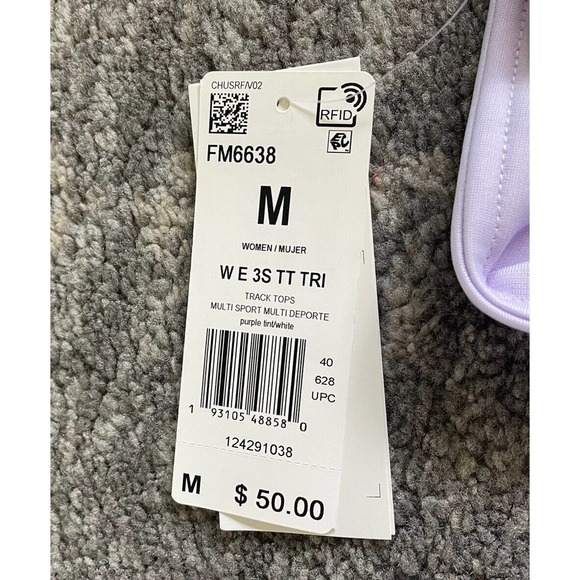 CHUSRF/V02
RFID
FM6638
M
WOMEN / MUJER
W E 3S TT TRI
TRACK TOPS
MULTI SPORT MULTI DEPORTE
purple tint/white
40
628
UPC
1 93105 48858 0
124291038
M $ 50.00